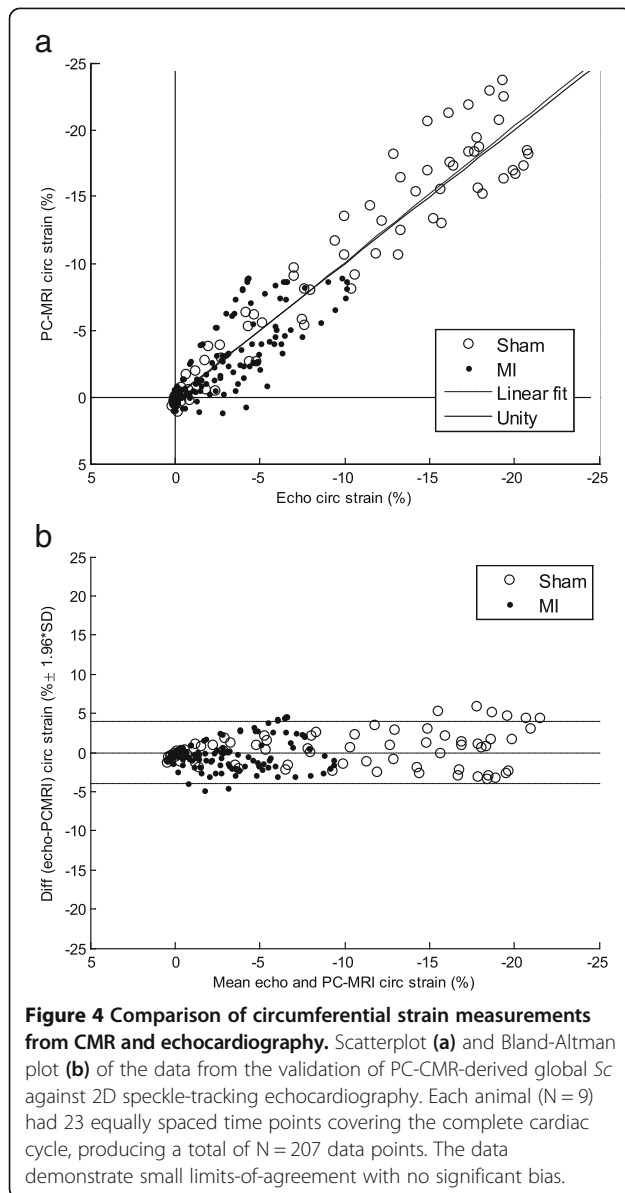 a
-25
-20
-15
-10
-5
0
5
PC-MRI circ strain (%)
Sham
MI
Linear fit
Unity
5 0 -5 -10 -15 -20 -25
Echo circ strain (%)
b
25
20
15
10
5
0
-5
-10
-15
-20
-25
Diff (echo-PCMRI) circ strain (% ± 1.96*SD)
Sham
MI
5 0 -5 -10 -15 -20 -25
Mean echo and PC-MRI circ strain (%)
Figure 4 Comparison of circumferential strain measurements
from CMR and echocardiography. Scatterplot (a) and Bland-Altman
plot (b) of the data from the validation of PC-CMR-derived global Sc
against 2D speckle-tracking echocardiography. Each animal (N = 9)
had 23 equally spaced time points covering the complete cardiac
cycle, producing a total of N = 207 data points. The data
demonstrate small limits-of-agreement with no significant bias.